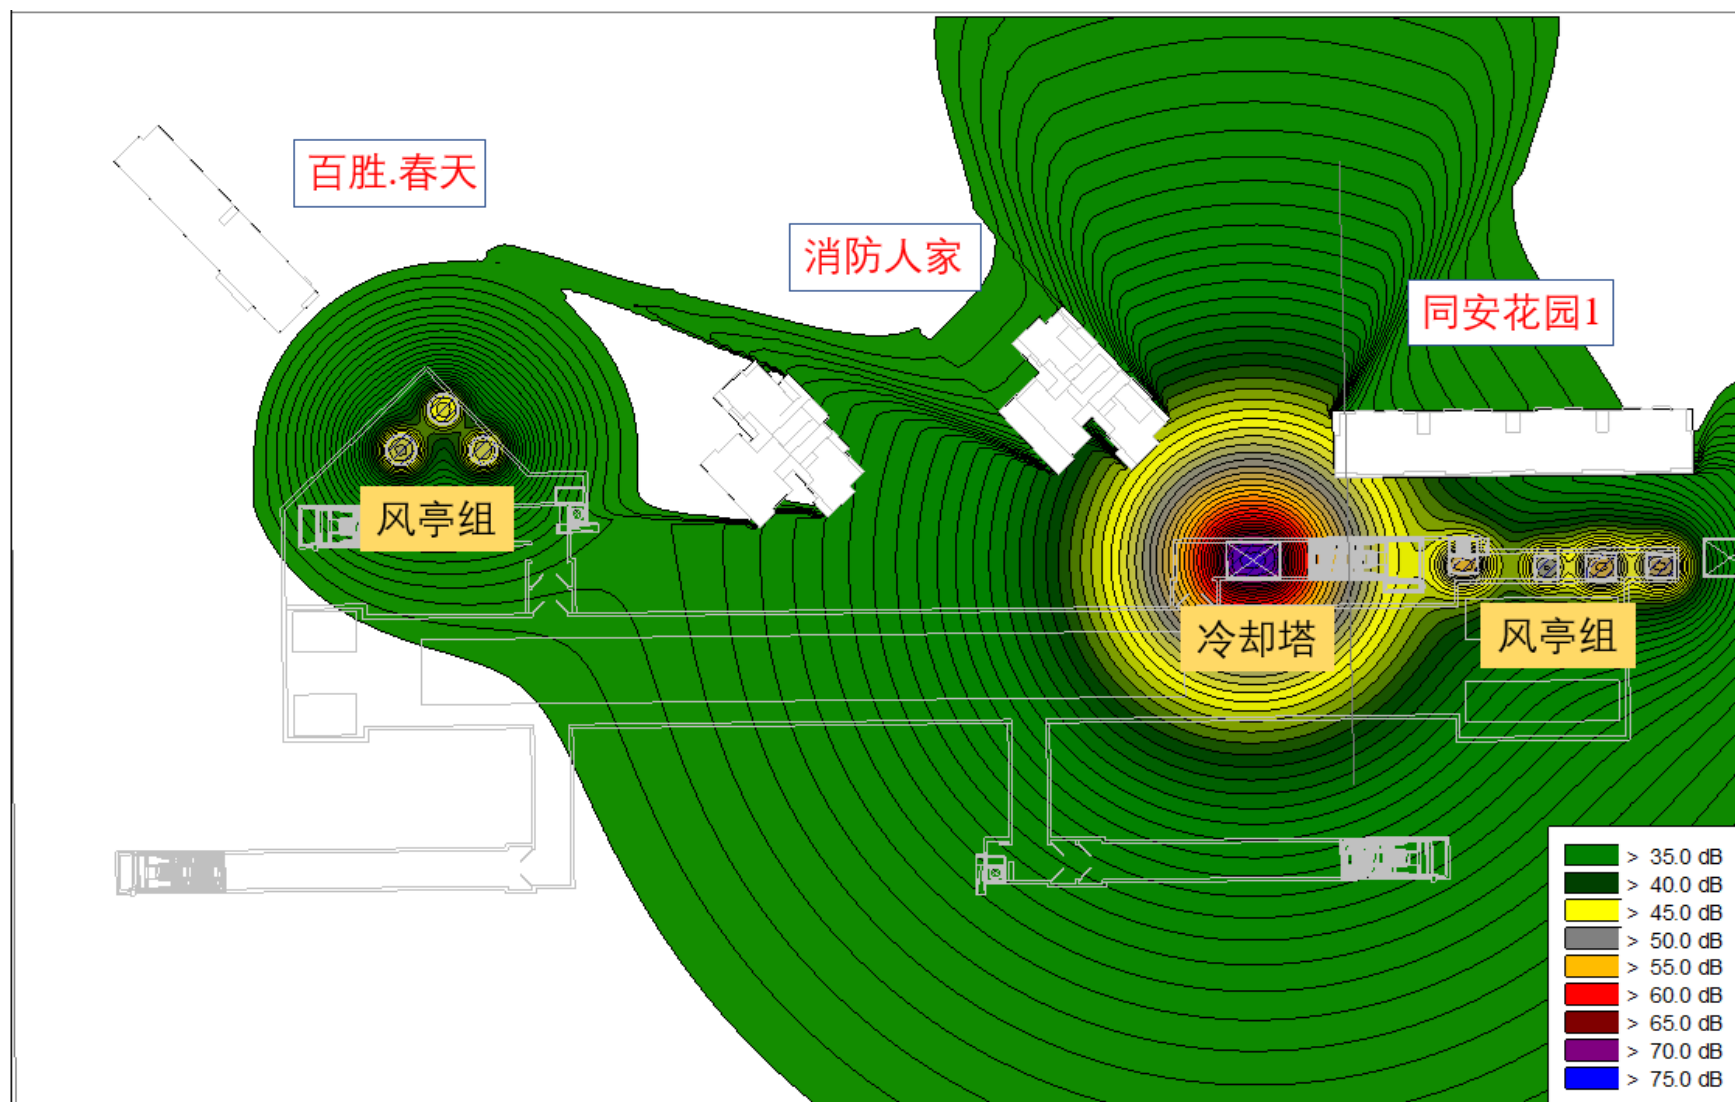 百胜.春天
消防人家
同安花园1
风亭组
冷却塔
风亭组
> 35.0 dB
> 40.0 dB
> 45.0 dB
> 50.0 dB
> 55.0 dB
> 60.0 dB
> 65.0 dB
> 70.0 dB
> 75.0 dB